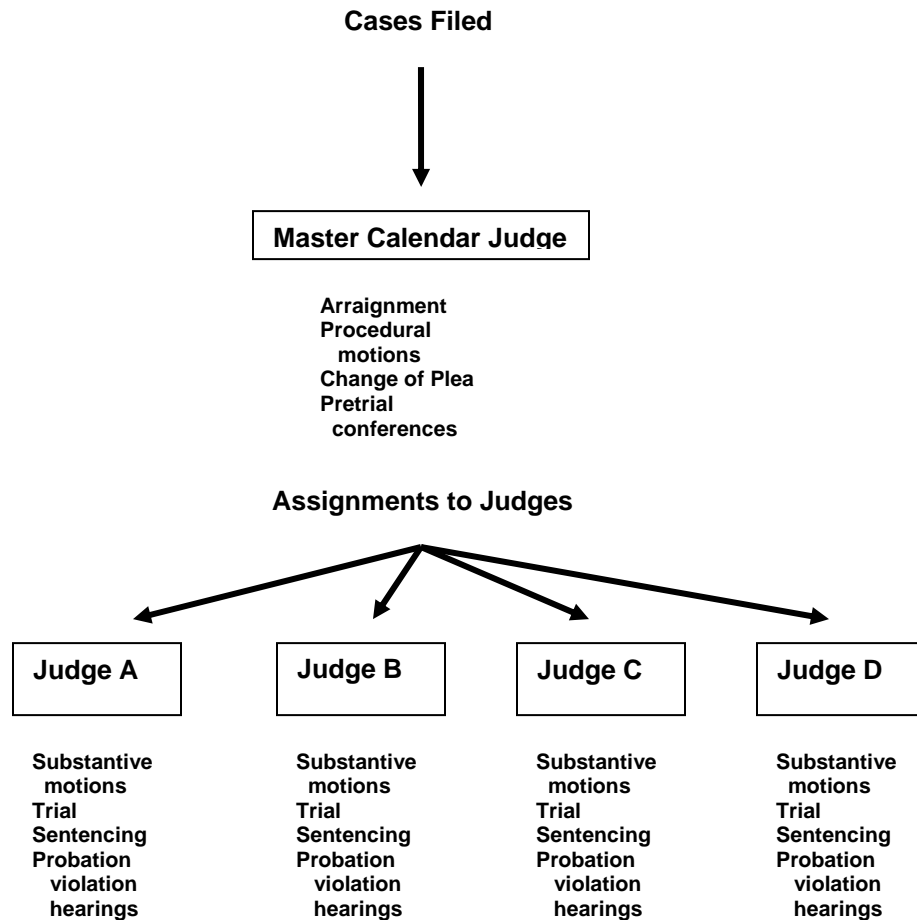 Cases Filed
Master Calendar Judge
Arraignment
Procedural
motions
Change of Plea
Pretrial
conferences
Assignments to Judges
Judge A
Judge B
Judge C
Judge D
Substantive
motions
Trial
Sentencing
Probation
violation
hearings
Substantive
motions
Trial
Sentencing
Probation
violation
hearings
Substantive
motions
Trial
Sentencing
Probation
violation
hearings
Substantive
motions
Trial
Sentencing
Probation
violation
hearings